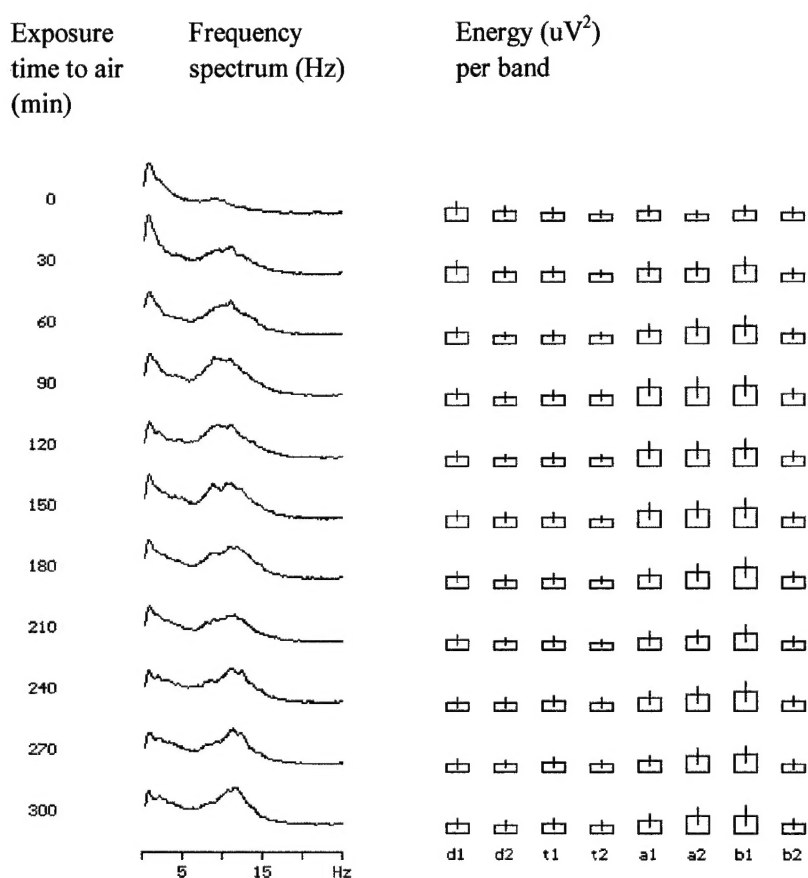 Exposure
time to air
(min)
Frequency
spectrum (Hz)
Energy (uV²)
per band
0
30
60
90
120
150
180
210
240
270
300
5 15 Hz
d1 d2 t1 t2 a1 a2 b1 b2